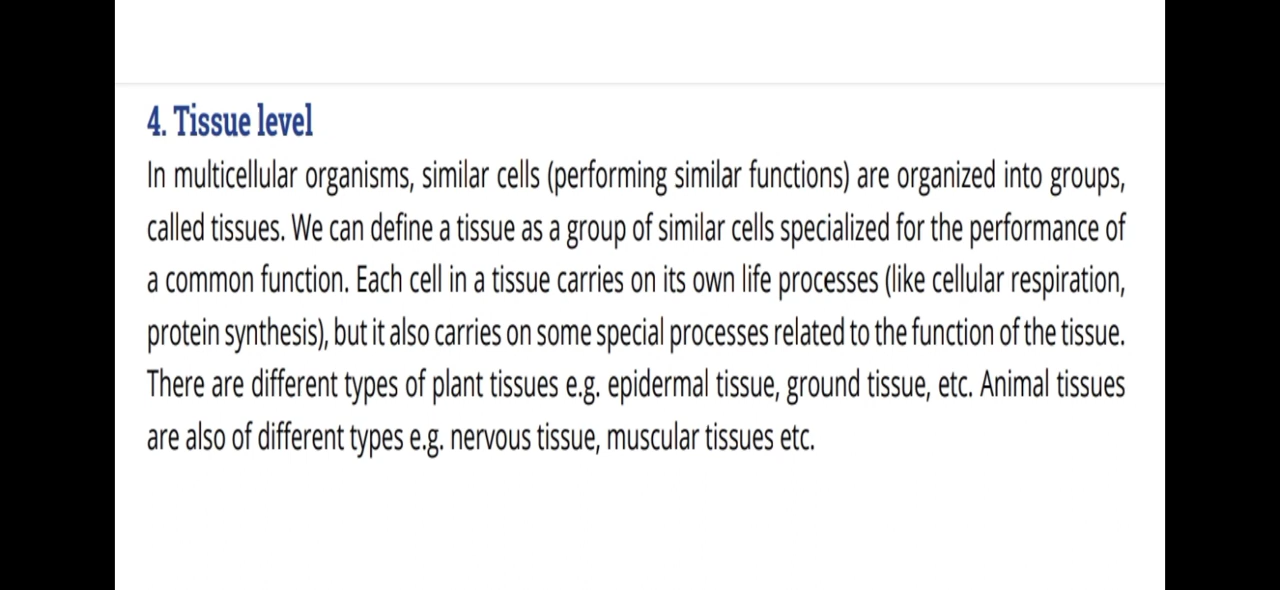 4. Tissue level
In multicellular organisms, similar cells (performing similar functions) are organized into groups,
called tissues. We can define a tissue as a group of similar cells specialized for the performance of
a common function. Each cell in a tissue carries on its own life processes (like cellular respiration,
protein synthesis), but it also carries on some special processes related to the function of the tissue.
There are different types of plant tissues e.g. epidermal tissue, ground tissue, etc. Animal tissues
are also of different types e.g. nervous tissue, muscular tissues etc.